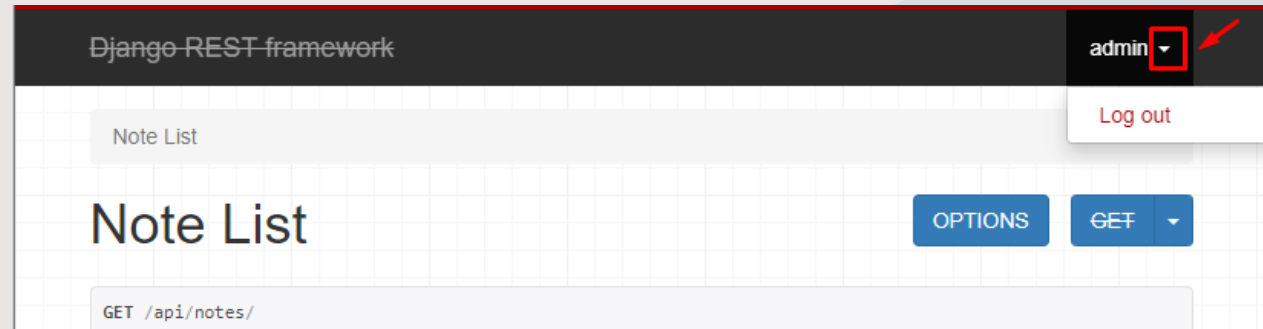 Django REST framework
admin
Log out
Note List
Note List
OPTIONS
GET
GET /api/notes/